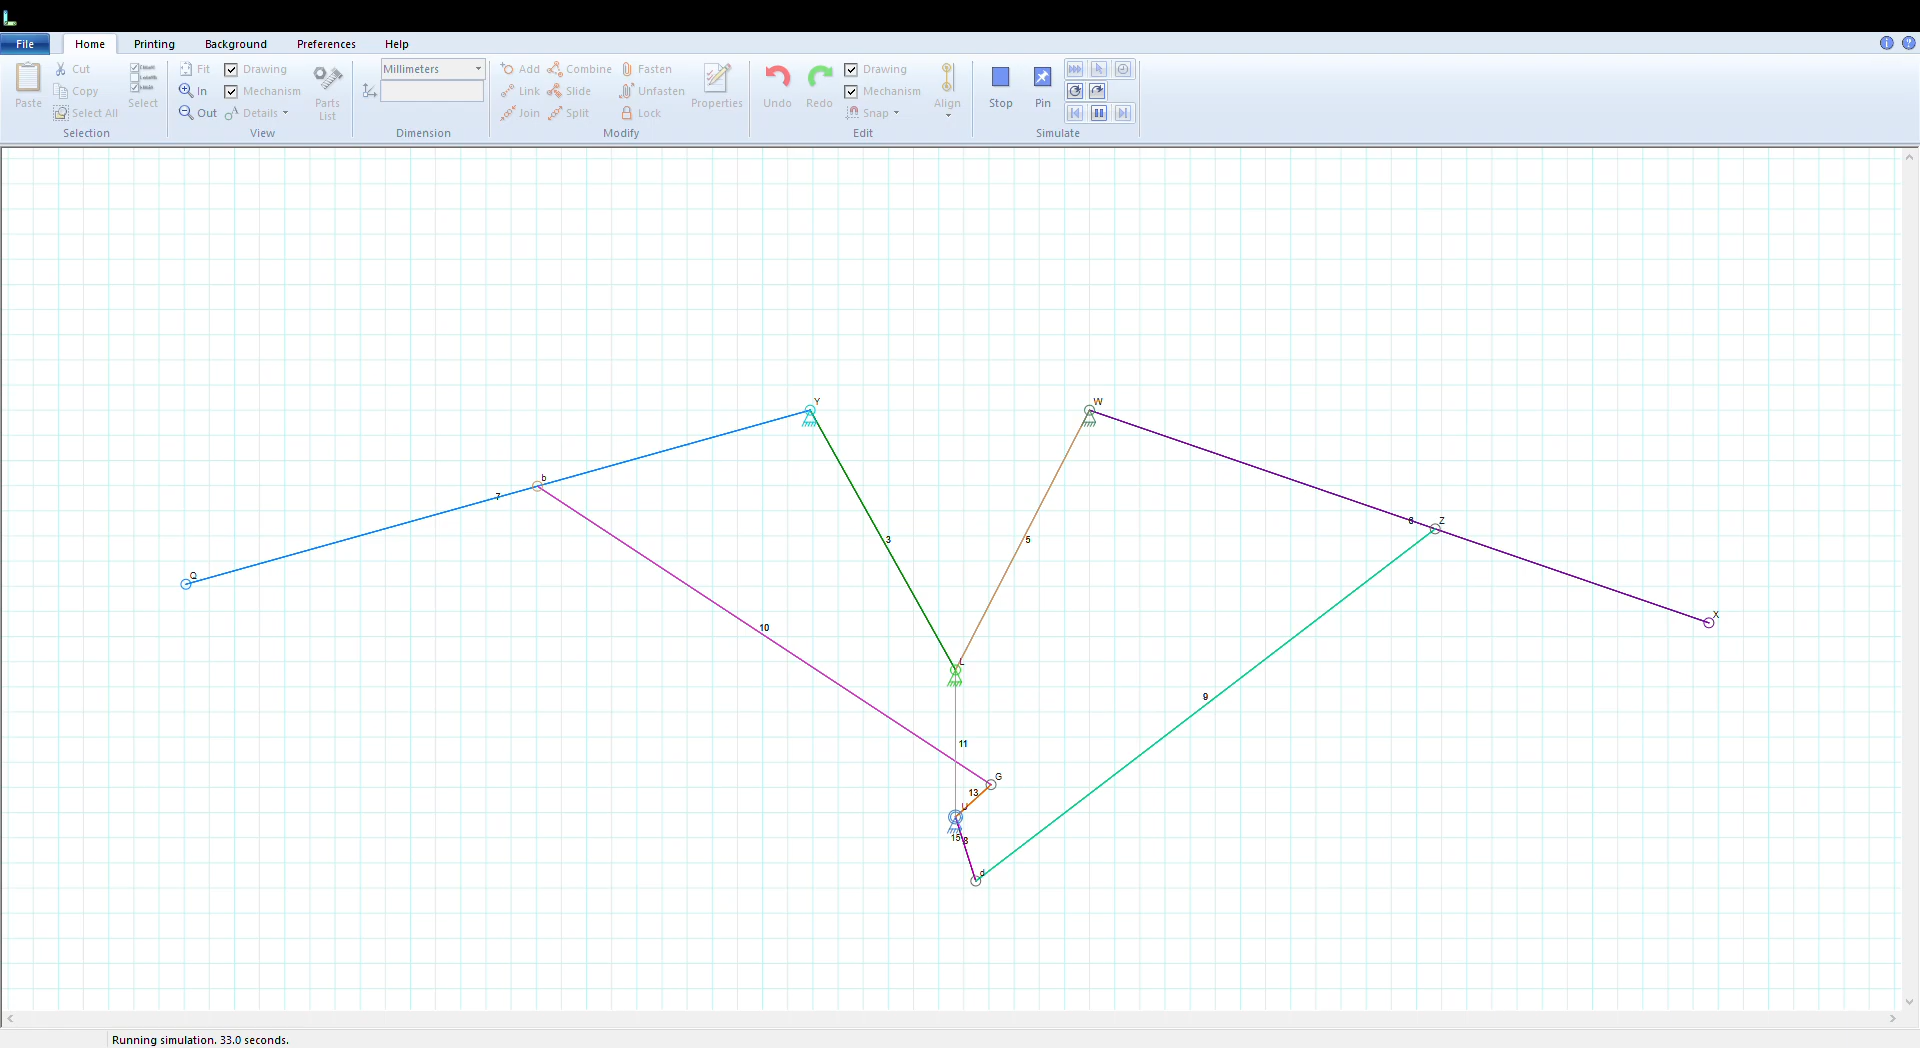 File Home Printing Background Preferences Help
Paste Cut Copy Select All Select Selection
Fit In Out Drawing Mechanism Details Parts List View
Millimeters Dimension
Add Combine Fasten Link Slide Unfasten Join Split Lock Properties Modify
Undo Redo Drawing Mechanism Snap Align Edit
Stop Pin Simulate
Y W
b
7
Q
6 Z
3 5
X
10
L
9
11
G
13
U
15 8
d
Running simulation. 33.0 seconds.